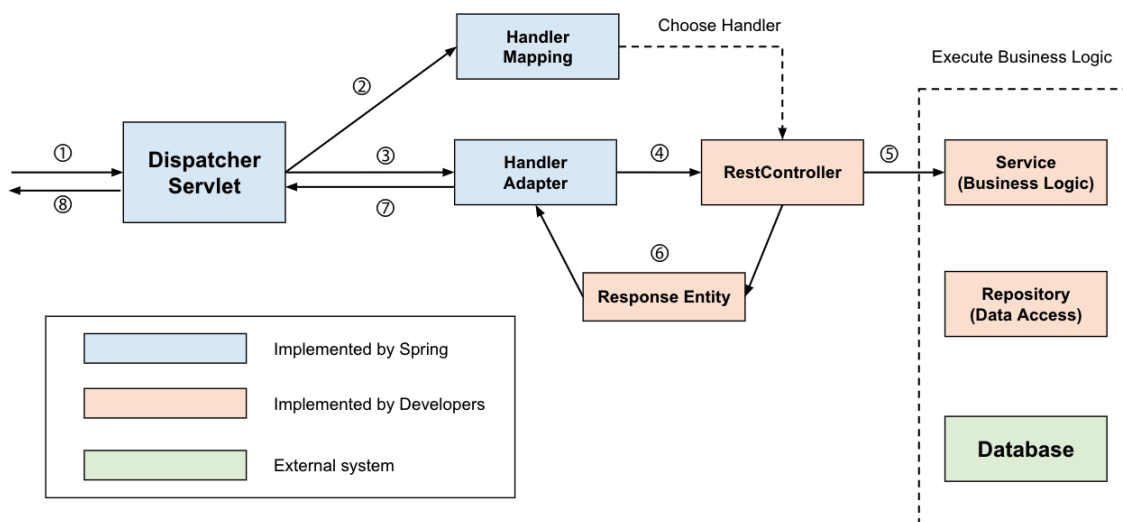 Choose Handler
Handler
Mapping
Execute Business Logic
②
①
Dispatcher
Servlet
③
Handler
Adapter
④
RestController
⑤
Service
(Business Logic)
⑧
⑦
⑥
Response Entity
Repository
(Data Access)
Implemented by Spring
Implemented by Developers
External system
Database